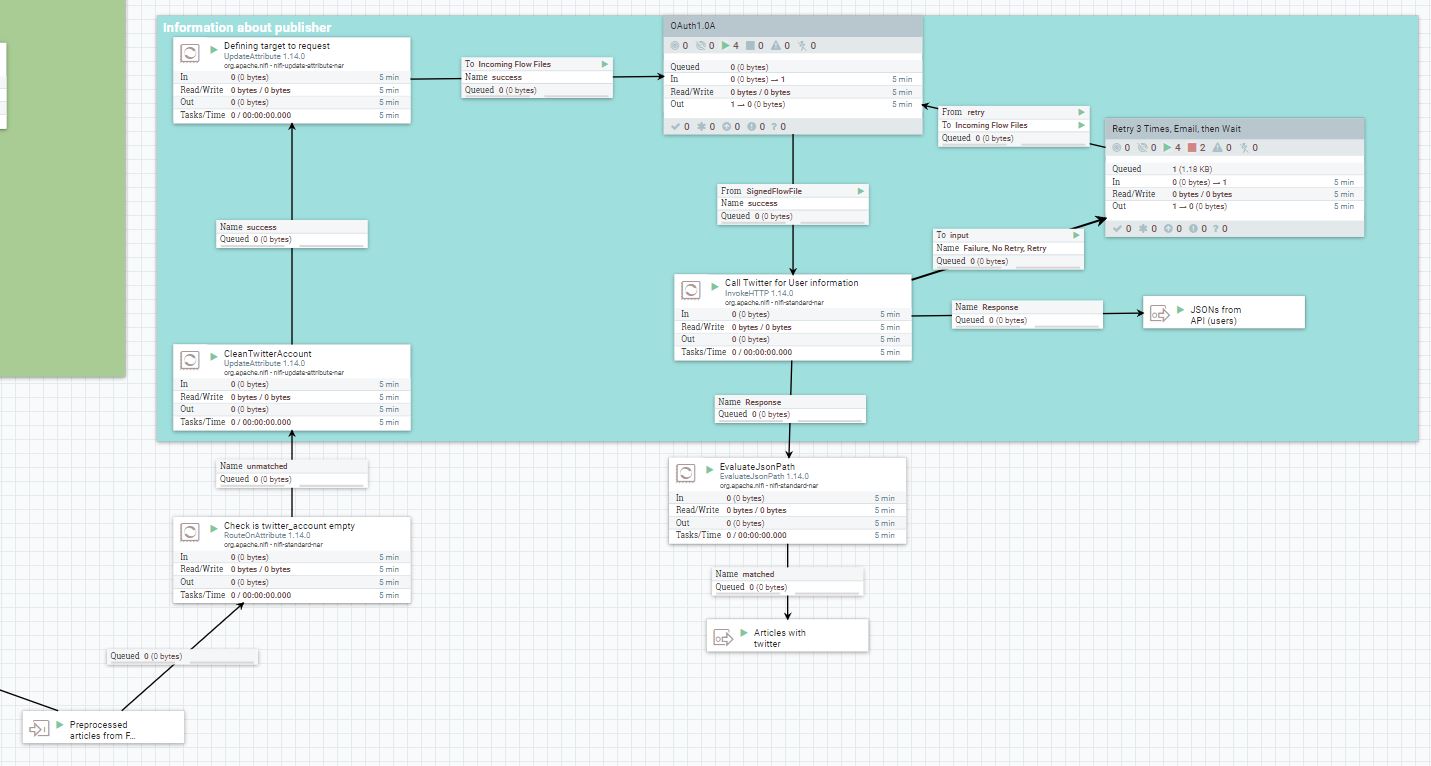 Information about publisher
Defining target to request
UpdateAttribute 1.14.0
org.apache.nifi - nifi-update-attribute-nar
In 0 (0 bytes) 5 min
Read/Write 0 bytes / 0 bytes 5 min
Out 0 (0 bytes) 5 min
Tasks/Time 0 / 00:00:00.000 5 min
To Incoming Flow Files
Name success
Queued 0 (0 bytes)
OAuth1.0A
0 0 4 0 0 0
Queued 0 (0 bytes)
In 0 (0 bytes) → 1 5 min
Read/Write 0 bytes / 0 bytes 5 min
Out 1 → 0 (0 bytes) 5 min
0 0 0 0 ? 0
From retry
To Incoming Flow Files
Queued 0 (0 bytes)
Retry 3 Times, Email, then Wait
0 0 4 2 0 0
Queued 1 (1.18 KB)
In 0 (0 bytes) → 1 5 min
Read/Write 0 bytes / 0 bytes 5 min
Out 1 → 0 (0 bytes) 5 min
0 0 0 0 ? 0
From SignedFlowFile
Name success
Queued 0 (0 bytes)
Name success
Queued 0 (0 bytes)
To input
Name Failure, No Retry, Retry
Queued 0 (0 bytes)
Call Twitter for User information
InvokeHTTP 1.14.0
org.apache.nifi - nifi-standard-nar
In 0 (0 bytes) 5 min
Read/Write 0 bytes / 0 bytes 5 min
Out 0 (0 bytes) 5 min
Tasks/Time 0 / 00:00:00.000 5 min
Name Response
Queued 0 (0 bytes)
JSONs from
API (users)
CleanTwitterAccount
UpdateAttribute 1.14.0
org.apache.nifi - nifi-update-attribute-nar
In 0 (0 bytes) 5 min
Read/Write 0 bytes / 0 bytes 5 min
Out 0 (0 bytes) 5 min
Tasks/Time 0 / 00:00:00.000 5 min
Name Response
Queued 0 (0 bytes)
Name unmatched
Queued 0 (0 bytes)
EvaluateJsonPath
EvaluateJsonPath 1.14.0
org.apache.nifi - nifi-standard-nar
In 0 (0 bytes) 5 min
Read/Write 0 bytes / 0 bytes 5 min
Out 0 (0 bytes) 5 min
Tasks/Time 0 / 00:00:00.000 5 min
Check is twitter_account empty
RouteOnAttribute 1.14.0
org.apache.nifi - nifi-standard-nar
In 0 (0 bytes) 5 min
Read/Write 0 bytes / 0 bytes 5 min
Out 0 (0 bytes) 5 min
Tasks/Time 0 / 00:00:00.000 5 min
Name matched
Queued 0 (0 bytes)
Articles with
twitter
Queued 0 (0 bytes)
Preprocessed
articles from F...